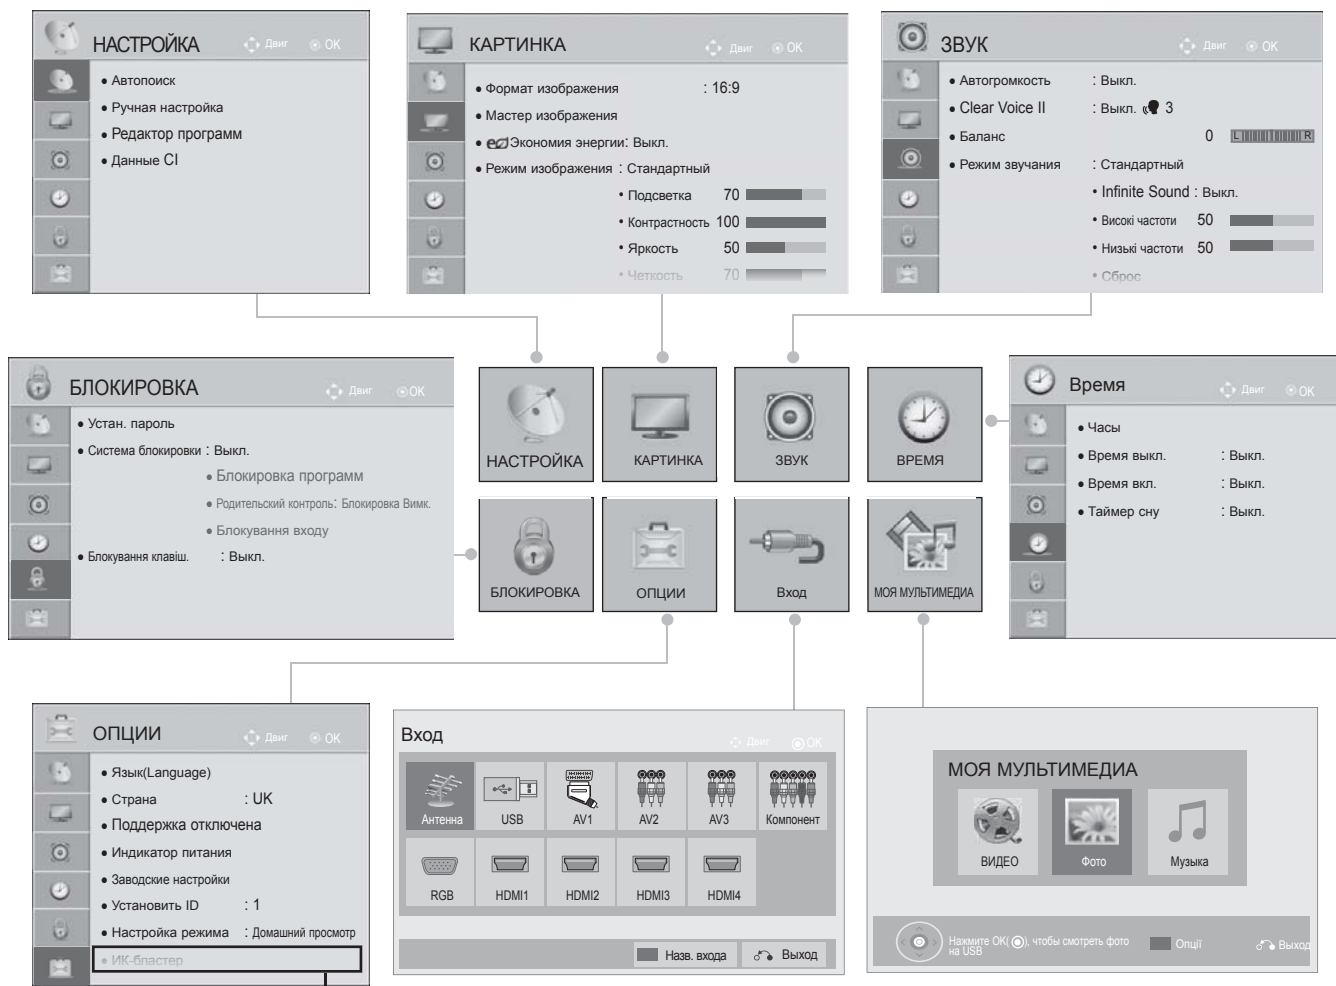 НАСТРОЙКА
Двиг OK
● Автопоиск
● Ручная настройка
● Редактор программ
● Данные CI
КАРТИНКА
Двиг OK
● Формат изображения : 16:9
● Мастер изображения
● Экономия энергии: Выкл.
● Режим изображения : Стандартный
• Подсветка 70
• Контрастность 100
• Яркость 50
• Четкость 70
ЗВУК
Двиг OK
● Автогромкость : Выкл.
● Clear Voice II : Выкл. 3
● Баланс 0 L R
● Режим звучания : Стандартный
• Infinite Sound : Выкл.
• Високі частоти 50
• Низькі частоти 50
• Сброс
БЛОКИРОВКА
Двиг OK
● Устан. пароль
● Система блокировки : Выкл.
● Блокировка программ
● Родительский контроль: Блокировка Вимк.
● Блокування входу
● Блокування клавіш. : Выкл.
НАСТРОЙКА
КАРТИНКА
ЗВУК
ВРЕМЯ
БЛОКИРОВКА
ОПЦИИ
Вход
МОЯ МУЛЬТИМЕДИА
Время
Двиг OK
● Часы
● Время выкл. : Выкл.
● Время вкл. : Выкл.
● Таймер сну : Выкл.
ОПЦИИ
Двиг OK
● Язык(Language)
● Страна : UK
● Поддержка отключена
● Индикатор питания
● Заводские настройки
● Установить ID : 1
● Настройка режима : Домашний просмотр
● ИК-бластер
Вход
Двиг OK
Антенна USB AV1 AV2 AV3 Компонент
RGB HDMI1 HDMI2 HDMI3 HDMI4
Назв. входа Выход
МОЯ МУЛЬТИМЕДИА
ВИДЕО Фото Музыка
Нажмите OK(◉), чтобы смотреть фото
на USB
Опції Выход